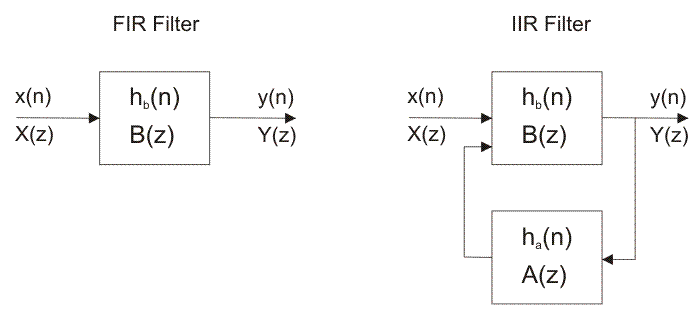 FIR Filter
x(n)
X(z)
h_b(n)
B(z)
y(n)
Y(z)
IIR Filter
x(n)
X(z)
h_b(n)
B(z)
y(n)
Y(z)
h_a(n)
A(z)